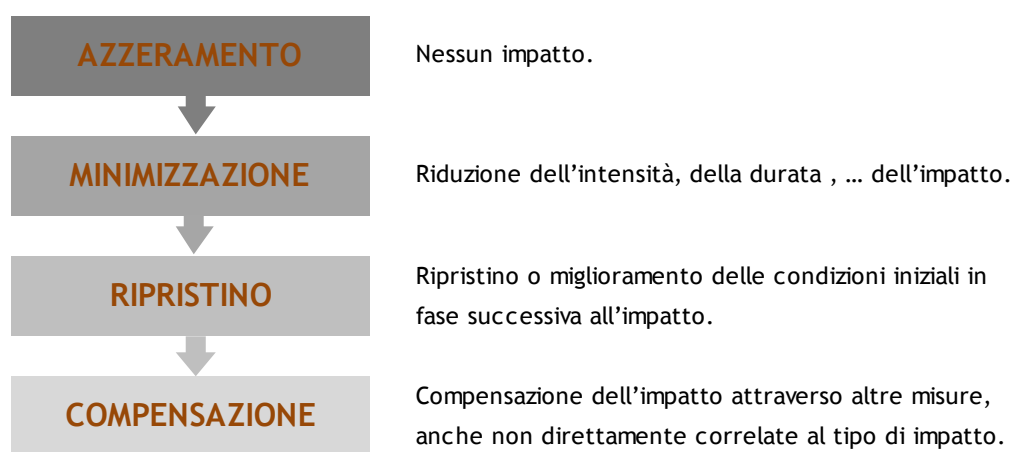 AZZERAMENTO
Nessun impatto.
MINIMIZZAZIONE
Riduzione dell’intensità, della durata , … dell’impatto.
RIPRISTINO
Ripristino o miglioramento delle condizioni iniziali in
fase successiva all’impatto.
COMPENSAZIONE
Compensazione dell’impatto attraverso altre misure,
anche non direttamente correlate al tipo di impatto.